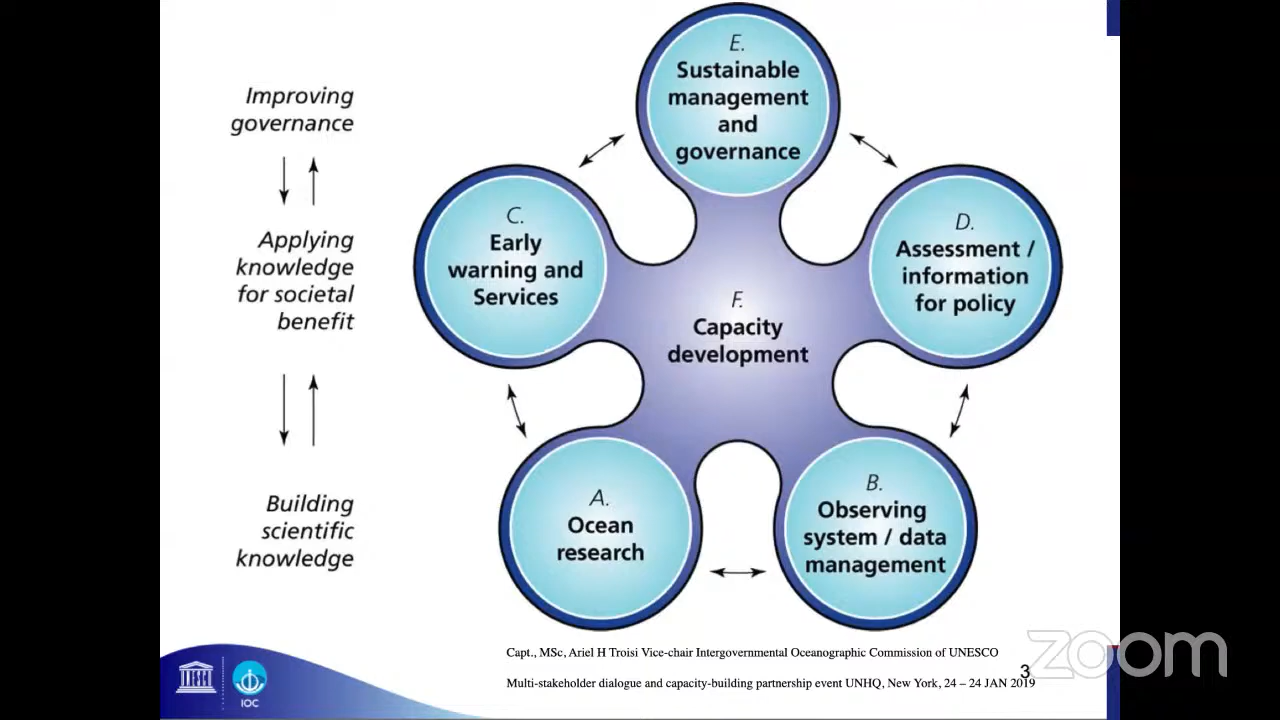 Improving
governance
Applying
knowledge
for societal
benefit
Building
scientific
knowledge
E.
Sustainable
management
and
governance
C.
Early
warning and
Services
D.
Assessment /
information
for policy
F.
Capacity
development
A.
Ocean
research
B.
Observing
system / data
management
Capt., MSc, Ariel H Troisi Vice-chair Intergovernmental Oceanographic Commission of UNESCO
Multi-stakeholder dialogue and capacity-building partnership event UNHQ, New York, 24 – 24 JAN 2019
3
IOC
zoom